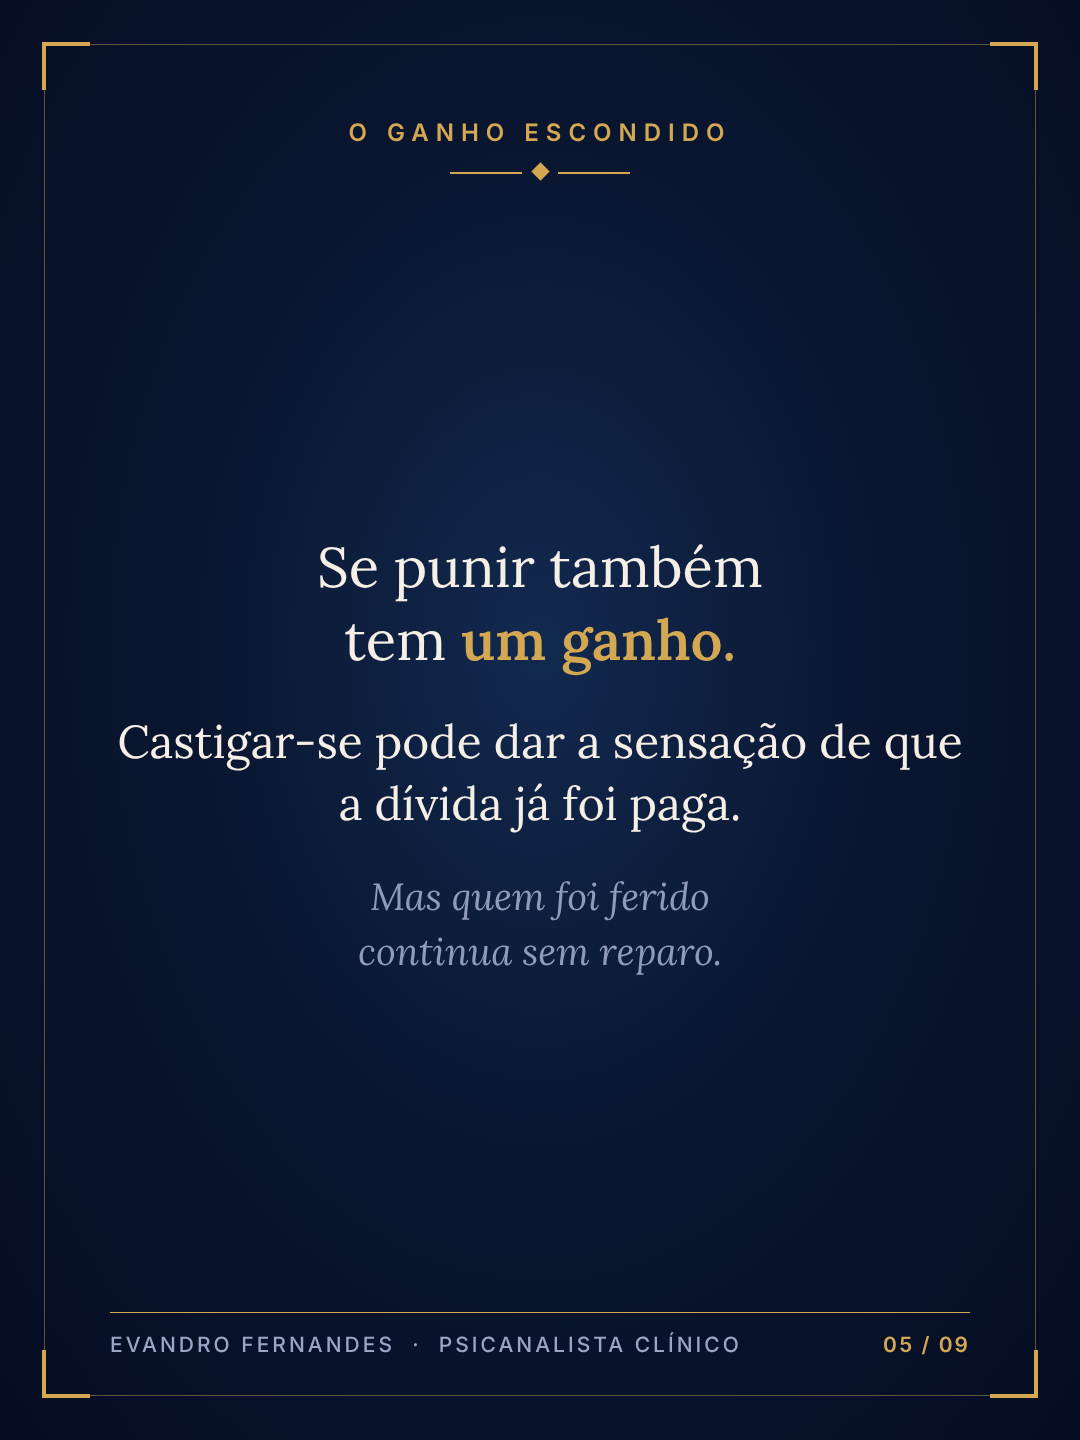 O GANHO ESCONDIDO
Se punir também
tem um ganho.
Castigar-se pode dar a sensação de que
a dívida já foi paga.
Mas quem foi ferido
continua sem reparo.
EVANDRO FERNANDES · PSICANALISTA CLÍNICO 05 / 09